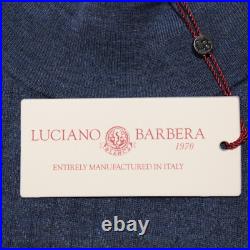 LUCIANO BARBERA
1970
ENTIRELY MANUFACTURED IN ITALY